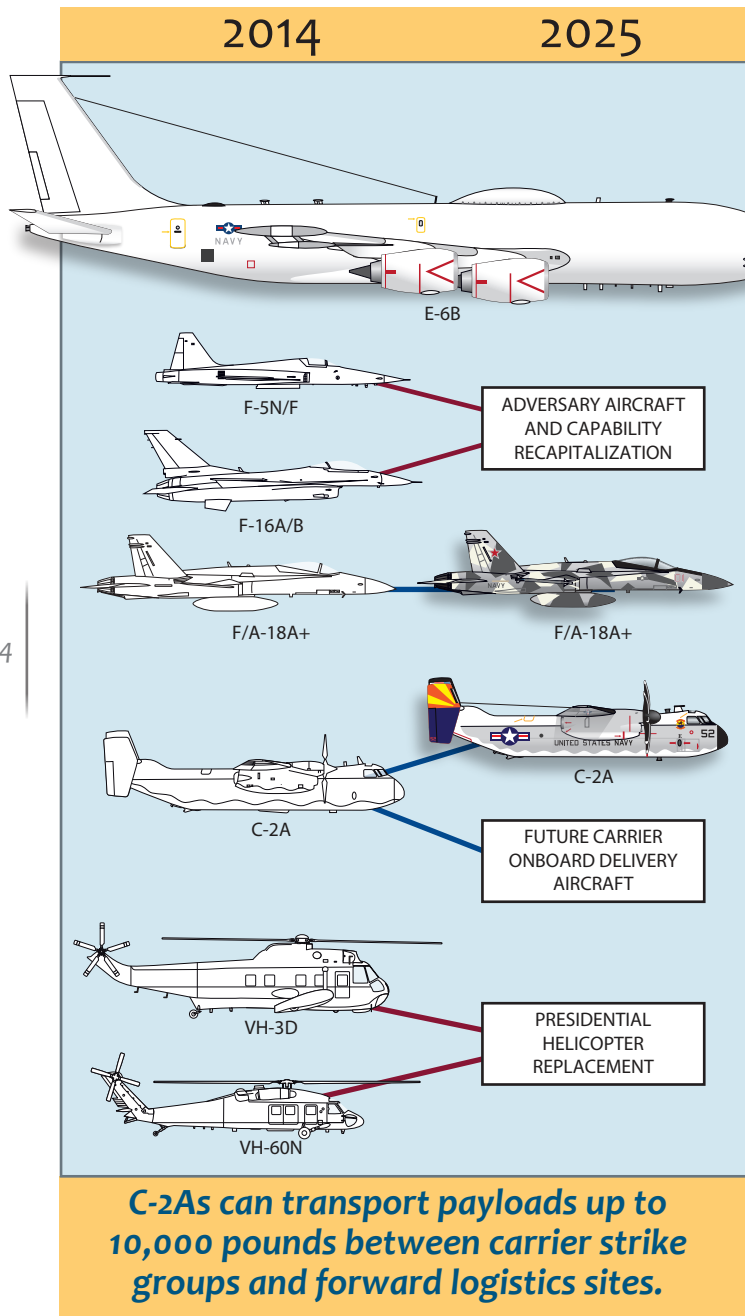 2014 2025
NAVY
E-6B
F-5N/F
ADVERSARY AIRCRAFT
AND CAPABILITY
RECAPITALIZATION
F-16A/B
NAVY
F/A-18A+
F/A-18A+
4
52
UNITED STATES NAVY
C-2A
C-2A
FUTURE CARRIER
ONBOARD DELIVERY
AIRCRAFT
VH-3D
PRESIDENTIAL
HELICOPTER
REPLACEMENT
VH-60N
C-2As can transport payloads up to
10,000 pounds between carrier strike
groups and forward logistics sites.